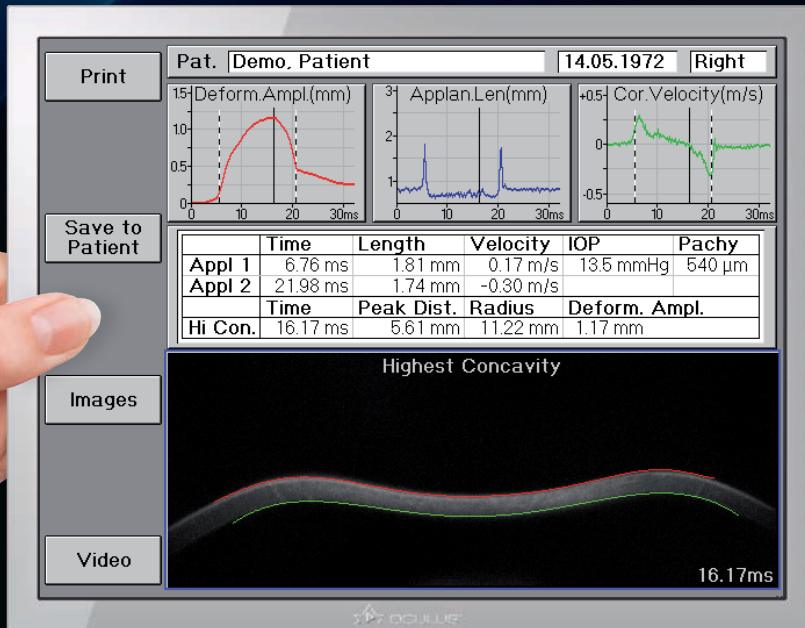 Print
Pat. Demo, Patient 14.05.1972 Right
1.5 Deform.Ampl.(mm)
1.0
0.5
0
0 10 20 30ms
3 Applan.Len(mm)
2
1
0 10 20 30ms
+0.5 Cor.Velocity(m/s)
0
-0.5
0 10 20 30ms
Save to
Patient
Time Length Velocity IOP Pachy
Appl 1 6.76 ms 1.81 mm 0.17 m/s 13.5 mmHg 540 µm
Appl 2 21.98 ms 1.74 mm -0.30 m/s
Time Peak Dist. Radius Deform. Ampl.
Hi Con. 16.17 ms 5.61 mm 11.22 mm 1.17 mm
Highest Concavity
Images
Video
16.17ms
OCULUS